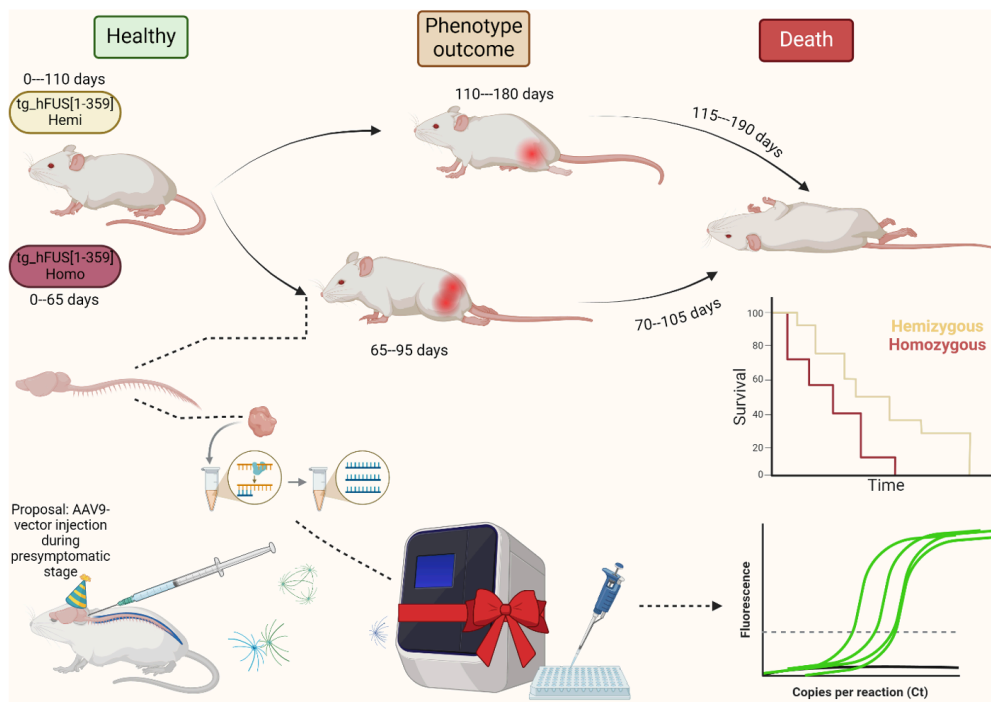 Healthy
Phenotype
outcome
Death
0---110 days
tg_hFUS[1-359]
Hemi
110---180 days
115---190 days
tg_hFUS[1-359]
Homo
0--65 days
65--95 days
70--105 days
Hemizygous
Homozygous
100
80
60
40
20
0
Survival
Time
Proposal: AAV9-
vector injection
during
presymptomatic
stage
Fluorescence
Copies per reaction (Ct)